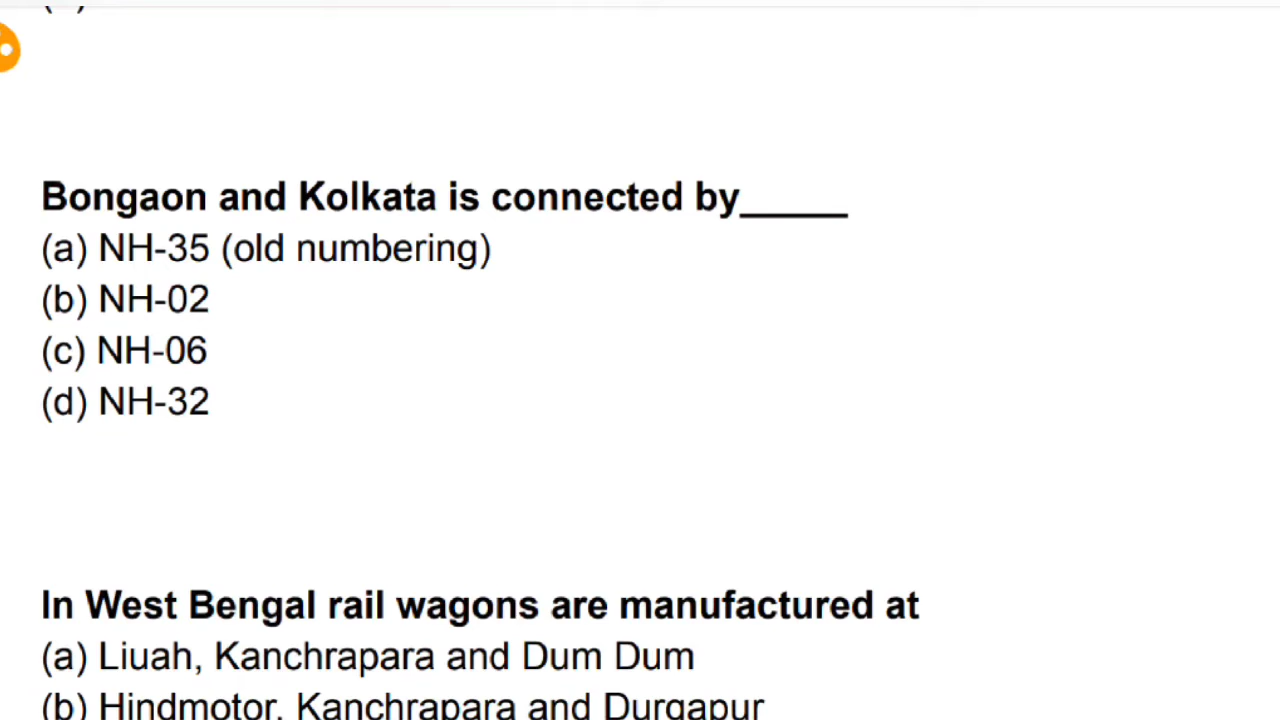 Bongaon and Kolkata is connected by_____
(a) NH-35 (old numbering)
(b) NH-02
(c) NH-06
(d) NH-32
In West Bengal rail wagons are manufactured at
(a) Liuah, Kanchrapara and Dum Dum
(b) Hindmotor, Kanchrapara and Durgapur